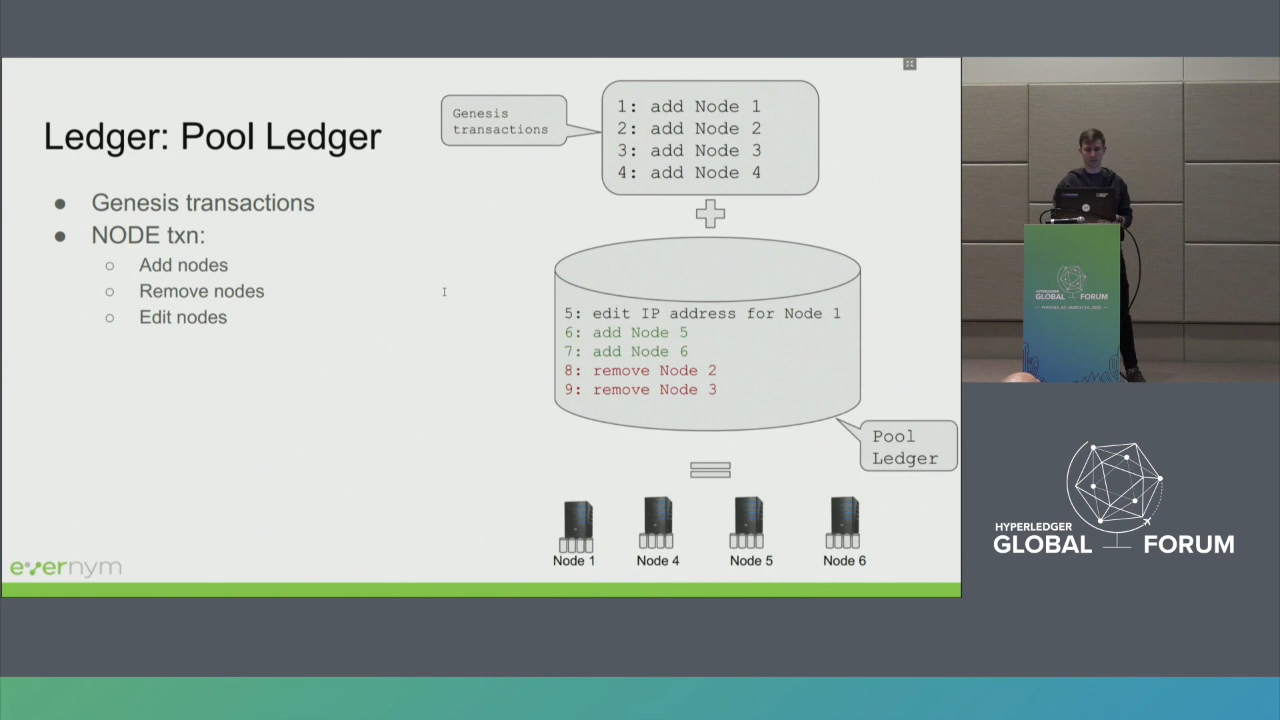 Ledger: Pool Ledger
● Genesis transactions
● NODE txn:
○ Add nodes
○ Remove nodes
○ Edit nodes
Genesis
transactions
1: add Node 1
2: add Node 2
3: add Node 3
4: add Node 4
5: edit IP address for Node 1
6: add Node 5
7: add Node 6
8: remove Node 2
9: remove Node 3
Pool
Ledger
Node 1
Node 4
Node 5
Node 6
evernym
HYPERLEDGER
GLOBAL FORUM
HYPERLEDGER
GLOBAL FORUM